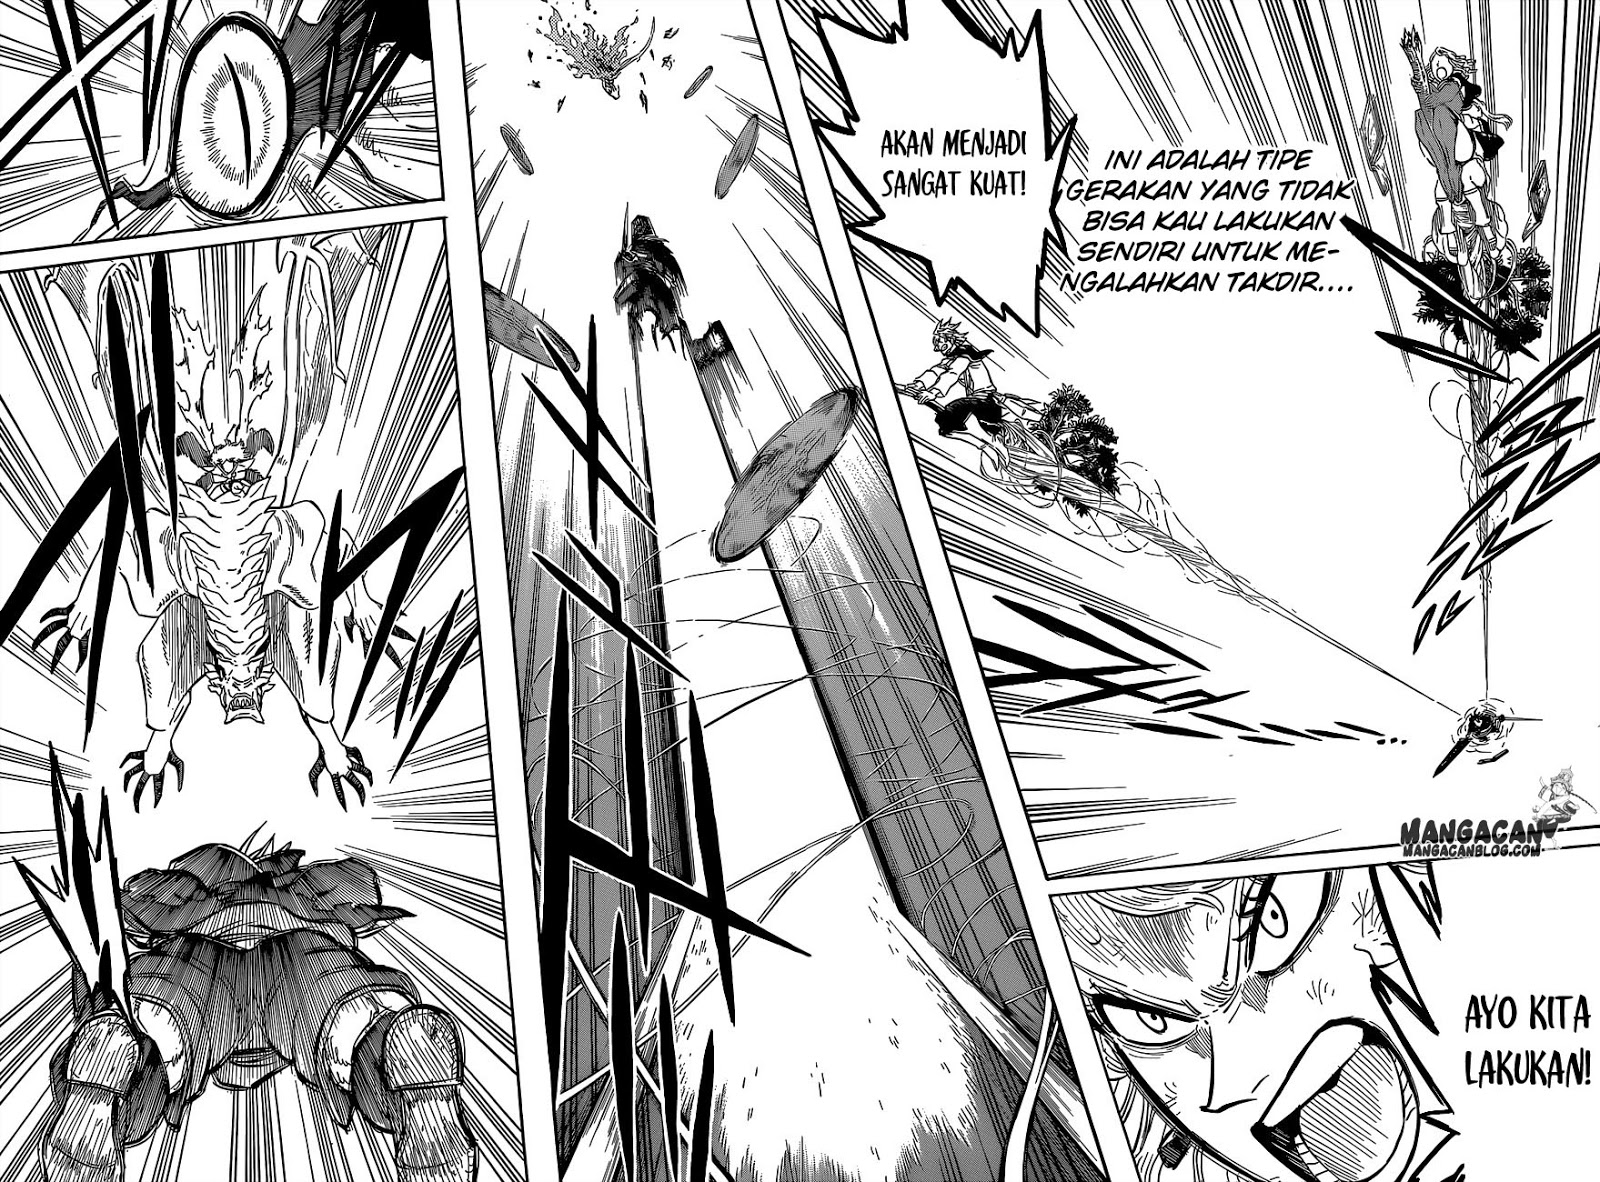 INI ADALAH TIPE
GERAKAN YANG TIDAK
BISA KAU LAKUKAN
SENDIRI UNTUK ME-
NGALAHKAN TAKDIR....
AKAN MENJADI
SANGAT KUAT!
MANGACAN
MANGACANBLOG.COM
AYO KITA
LAKUKAN!